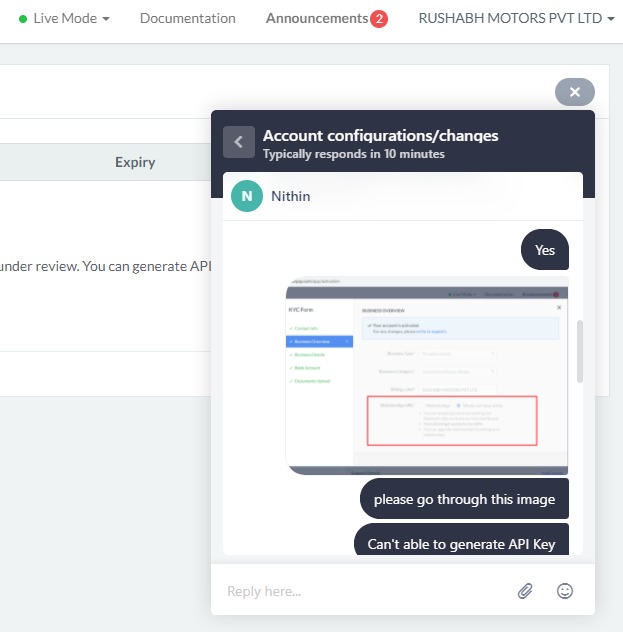 Live Mode
Documentation
Announcements 2
RUSHABH MOTORS PVT LTD
Expiry
under review. You can generate API
Account configurations/changes
Typically responds in 10 minutes
N
Nithin
Yes
KYC Form
BUSINESS OVERVIEW
Contact Info
Your account is activated
Business Overview
Business Details
Bank Account
Documents Upload
please go through this image
Can't able to generate API Key
Reply here...